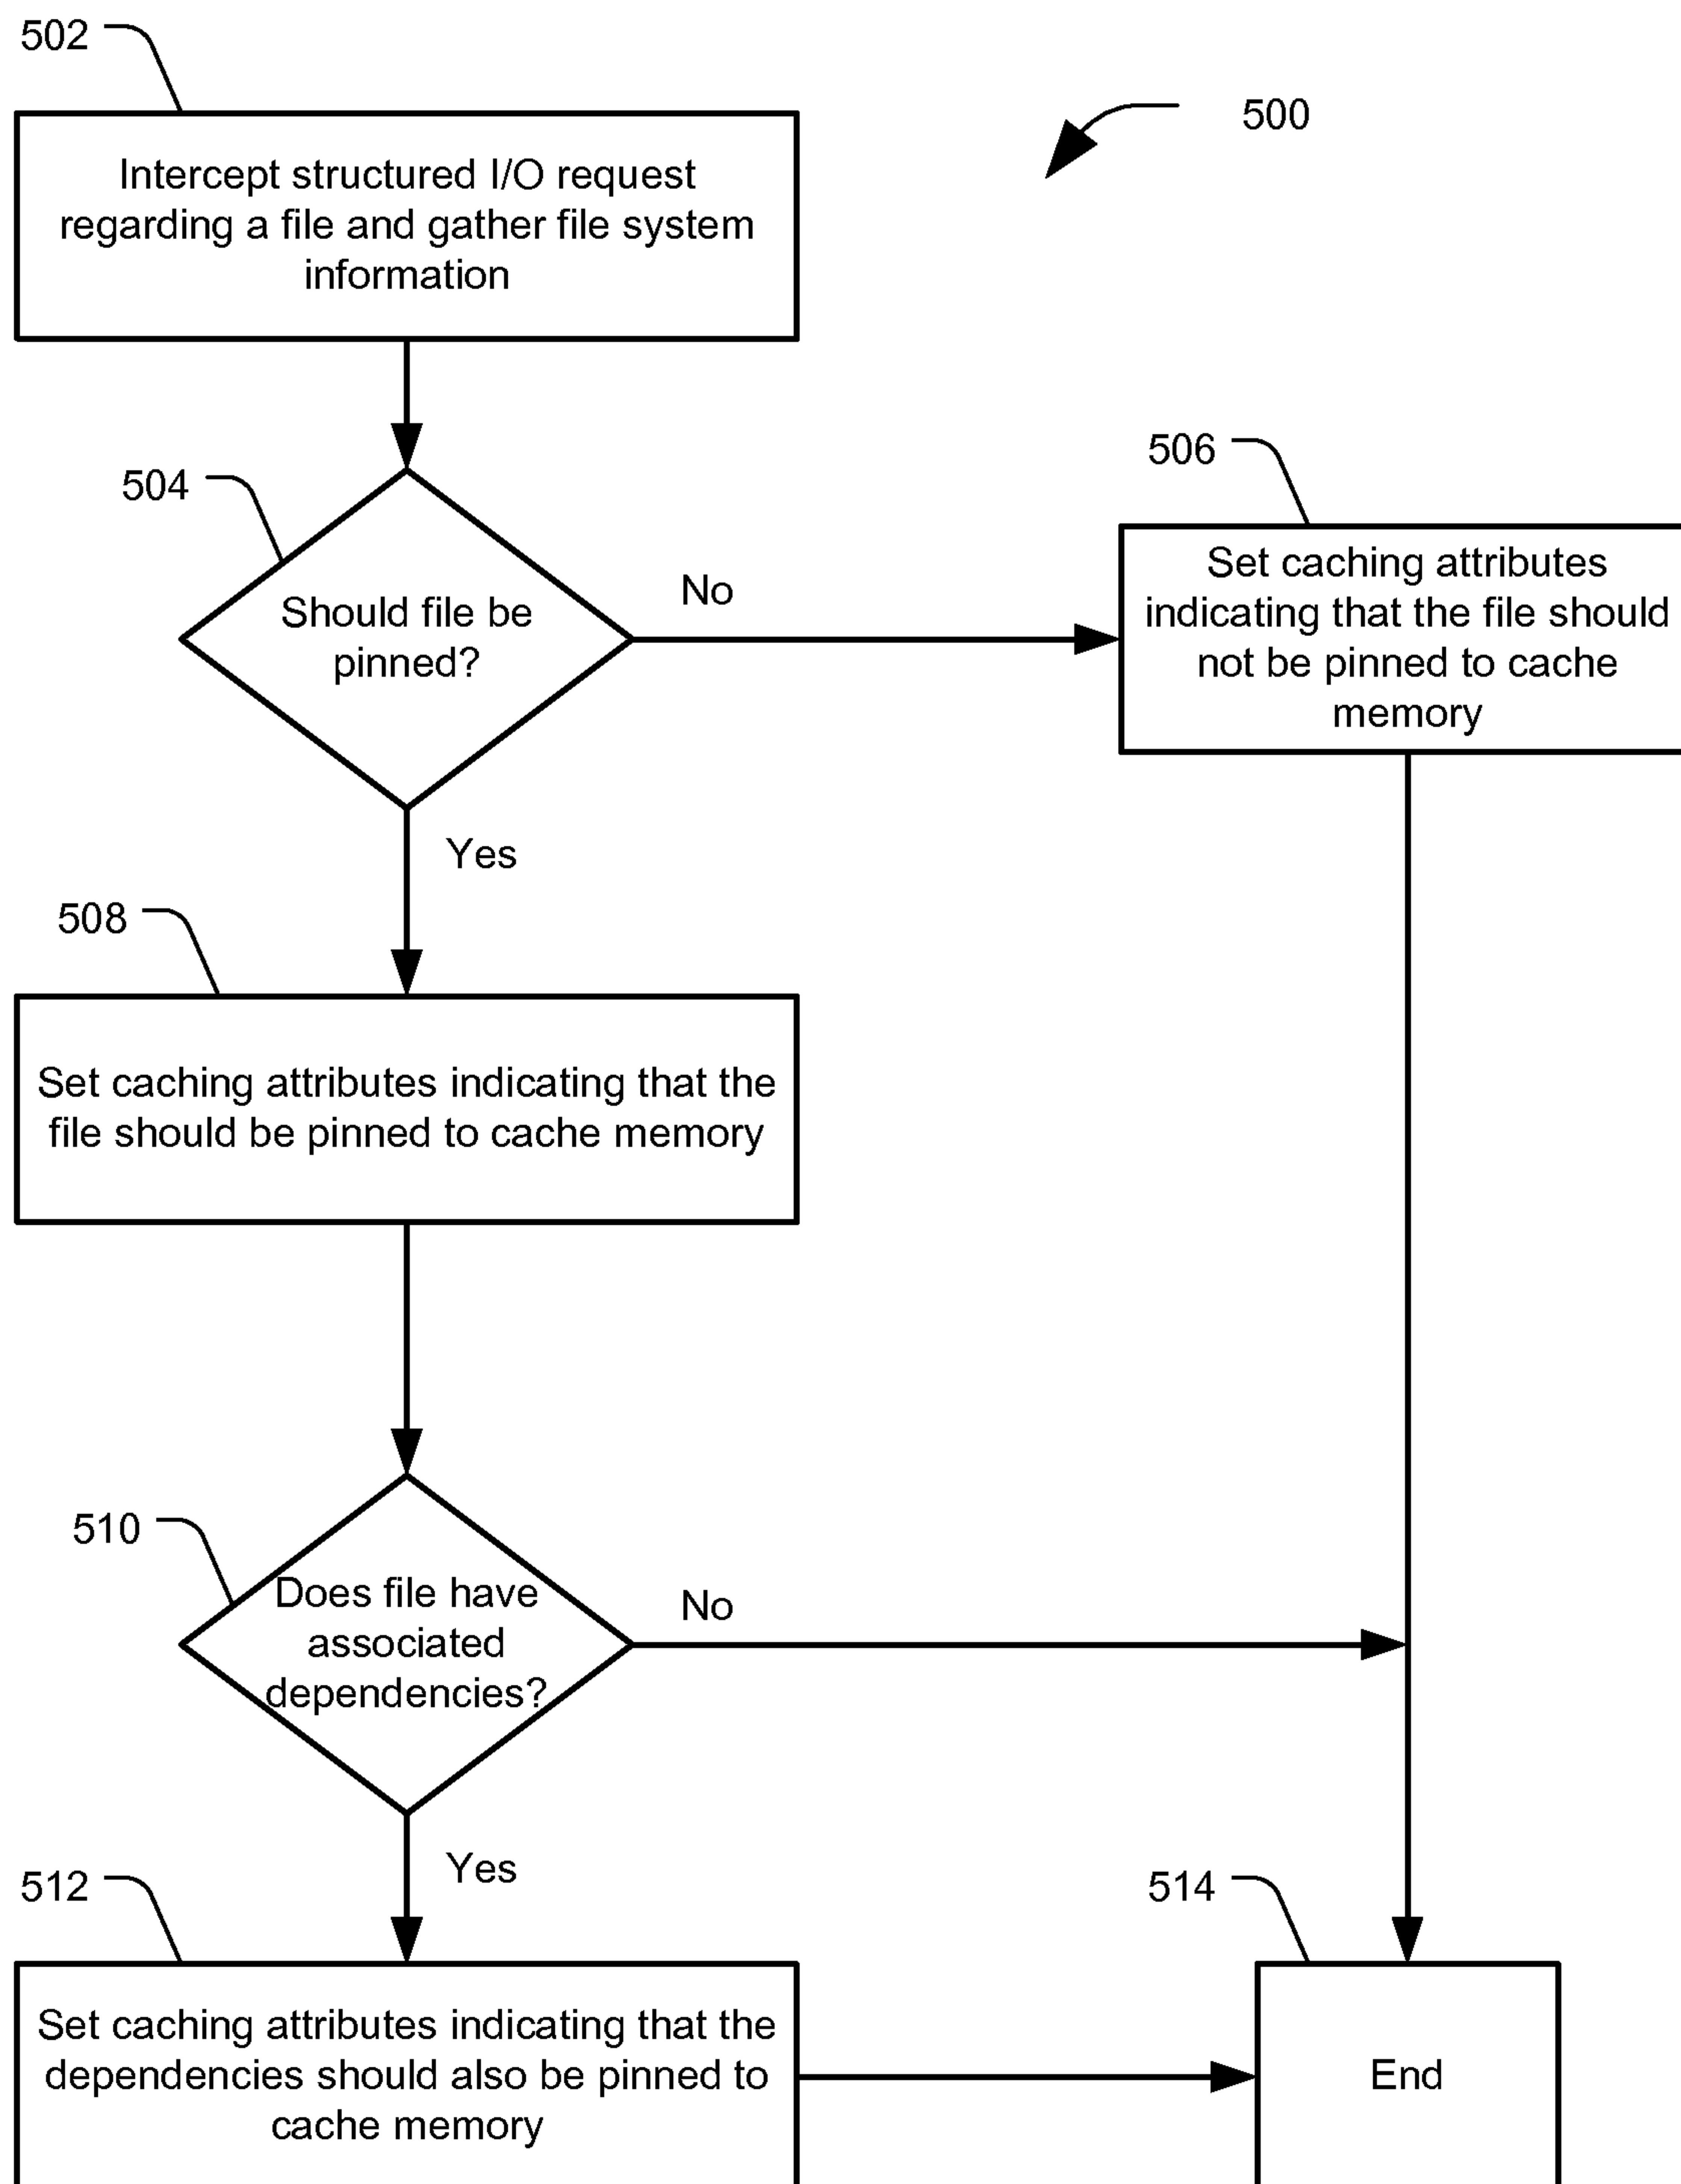 502
500
Intercept structured I/O request
regarding a file and gather file system
information
504
506
Should file be
pinned?
No
Set caching attributes
indicating that the file should
not be pinned to cache
memory
Yes
508
Set caching attributes indicating that the
file should be pinned to cache memory
510
Does file have
associated
dependencies?
No
Yes
512
514
Set caching attributes indicating that the
dependencies should also be pinned to
cache memory
End